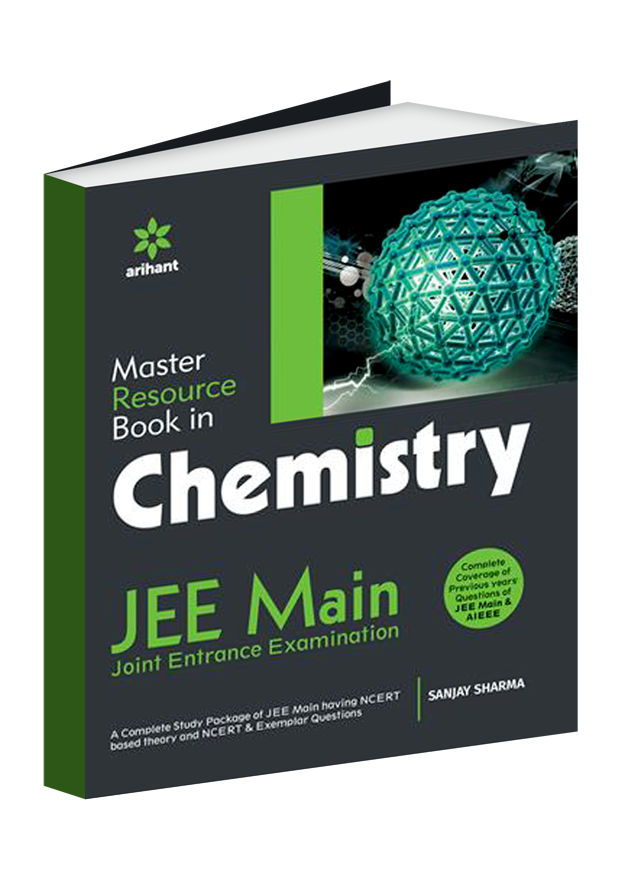 arihant
Master
Resource
Book in
Chemistry
JEE Main
Joint Entrance Examination
Complete
Coverage of
Previous years'
Questions of
JEE Main &
AIEEE
A Complete Study Package of JEE Main having NCERT
based theory and NCERT & Exemplar Questions
SANJAY SHARMA